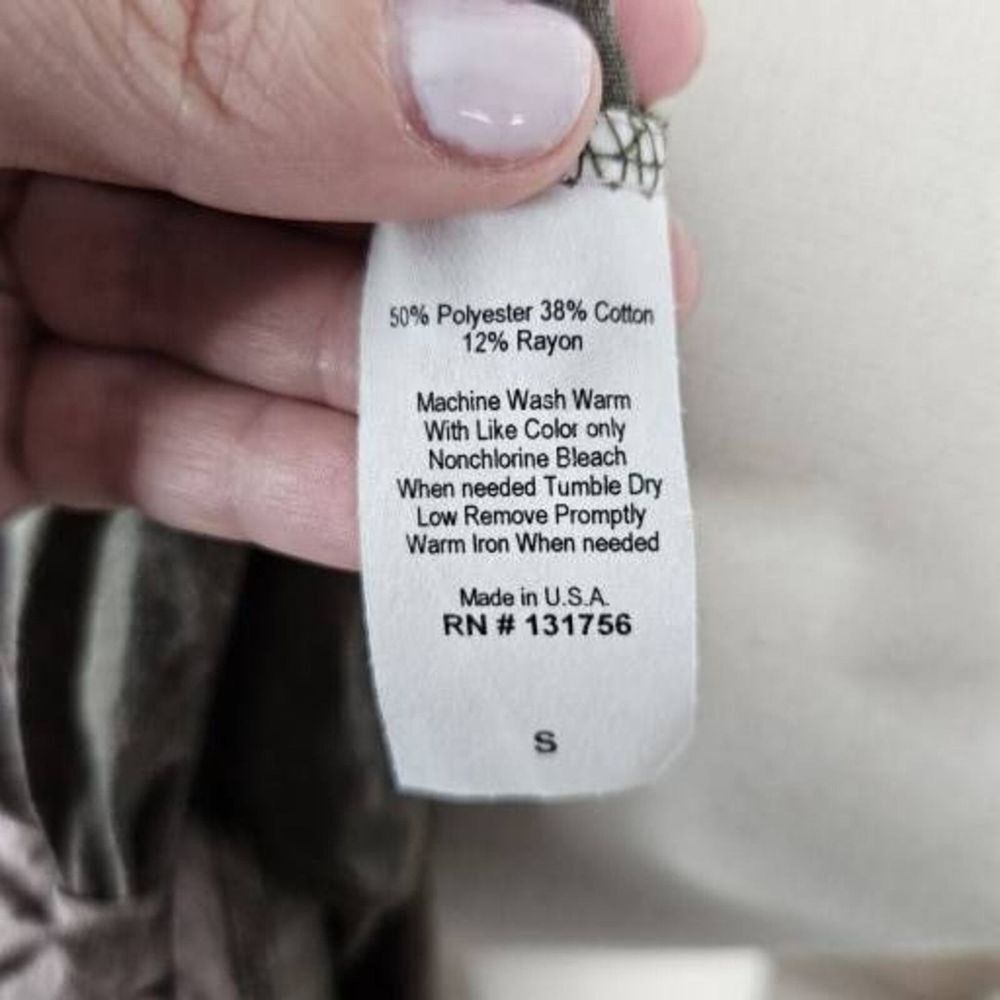 50% Polyester 38% Cotton
12% Rayon
Machine Wash Warm
With Like Color only
Nonchlorine Bleach
When needed Tumble Dry
Low Remove Promptly
Warm Iron When needed
Made in U.S.A.
RN # 131756
S